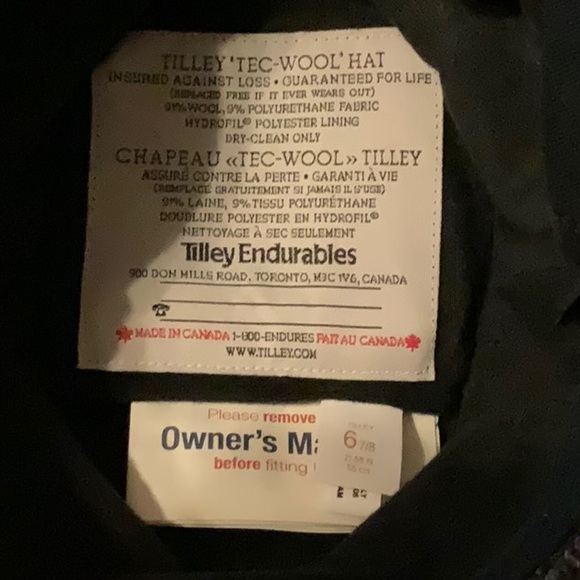 TILLEY 'TEC-WOOL' HAT
INSURED AGAINST LOSS • GUARANTEED FOR LIFE
(REPLACED FREE IF IT EVER WEARS OUT)
91% WOOL, 9% POLYURETHANE FABRIC
HYDROFIL® POLYESTER LINING
DRY-CLEAN ONLY
CHAPEAU «TEC-WOOL» TILLEY
ASSURÉ CONTRE LA PERTE • GARANTI À VIE
(REMPLACÉ GRATUITEMENT SI JAMAIS IL S'USE)
91% LAINE, 9% TISSU POLYURÉTHANE
DOUBLURE POLYESTER EN HYDROFIL®
NETTOYAGE À SEC SEULEMENT
Tilley Endurables
900 DON MILLS ROAD, TORONTO, M3C 1V6, CANADA
MADE IN CANADA 1-800-ENDURES FAIT AU CANADA
WWW.TILLEY.COM
Please remove
Owner's Ma
before fitting
6 7/8
55 cm